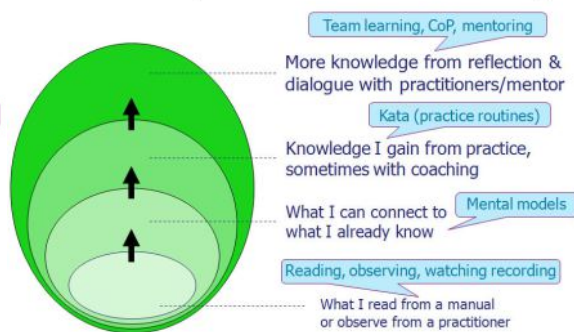 Team learning, CoP, mentoring
More knowledge from reflection &
dialogue with practitioners/mentor
Kata (practice routines)
Knowledge I gain from practice,
sometimes with coaching
Mental models
What I can connect to
what I already know
Reading, observing, watching recording
What I read from a manual
or observe from a practitioner